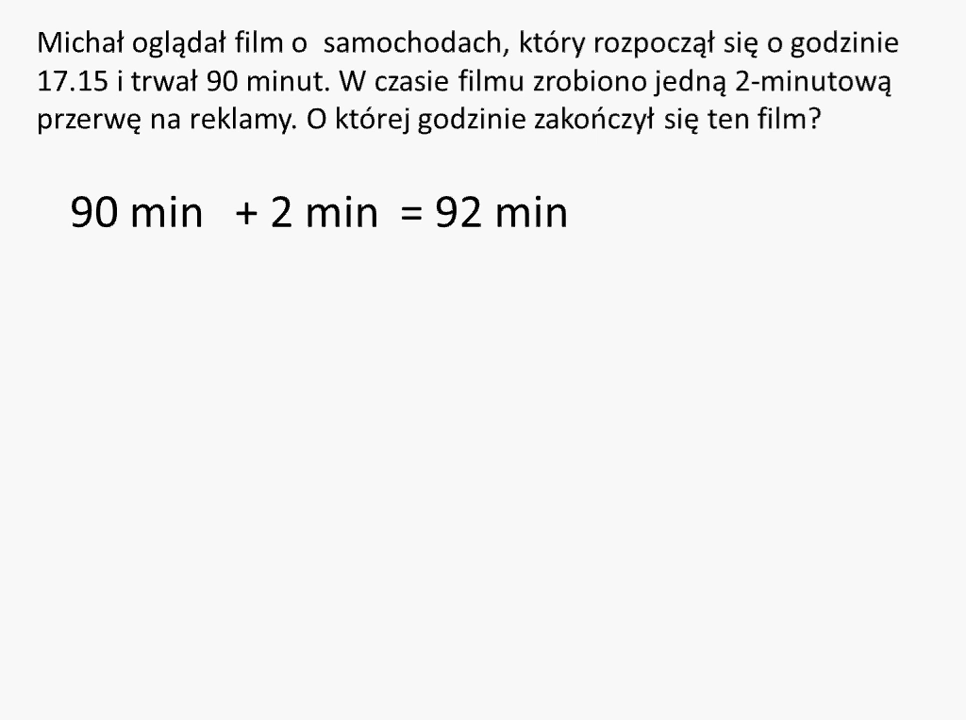 Michał oglądał film o  samochodach, który rozpoczął się o godzinie
17.15 i trwał 90 minut. W czasie filmu zrobiono jedną 2-minutową
przerwę na reklamy. O której godzinie zakończył się ten film?
90 min  + 2 min  = 92 min